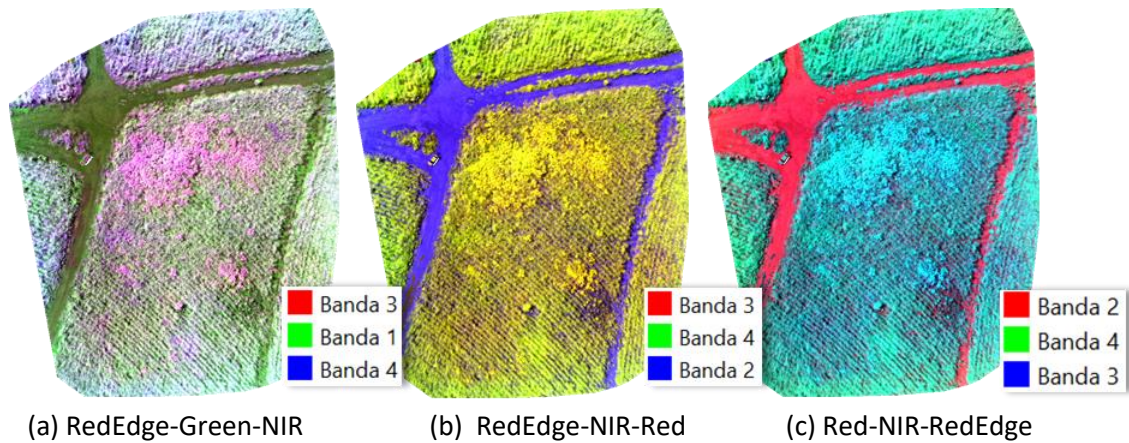 Banda 3
Banda 1
Banda 4
Banda 3
Banda 4
Banda 2
Banda 2
Banda 4
Banda 3
(a) RedEdge-Green-NIR
(b) RedEdge-NIR-Red
(c) Red-NIR-RedEdge